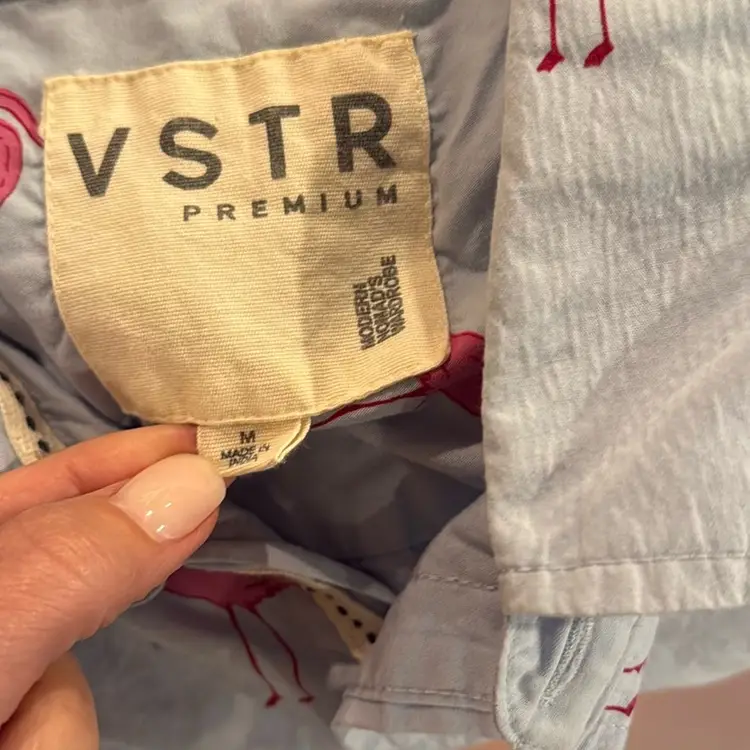 VSTR
PREMIUM
MODERN
NOMAD'S
WARDROBE
M
MADE IN
INDIA